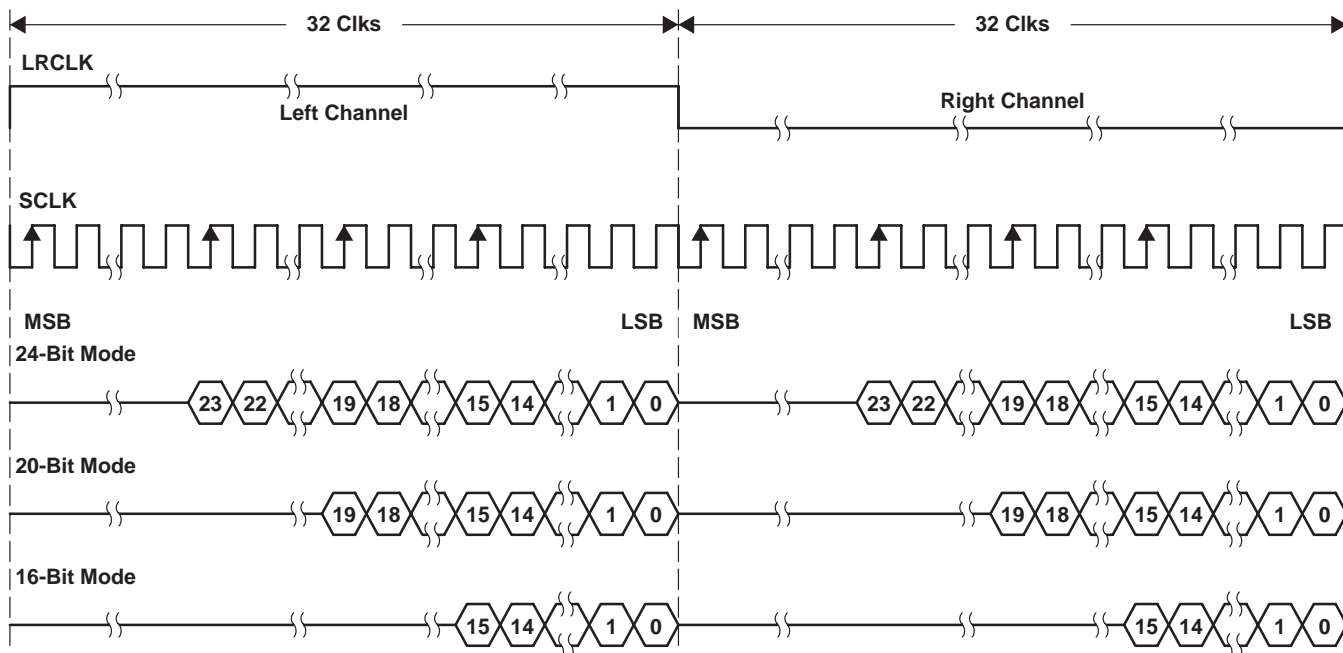 32 Clks 32 Clks
LRCLK
Left Channel
Right Channel
SCLK
MSB LSB MSB LSB
24-Bit Mode
23 22 19 18 15 14 1 0 23 22 19 18 15 14 1 0
20-Bit Mode
19 18 15 14 1 0 19 18 15 14 1 0
16-Bit Mode
15 14 1 0 15 14 1 0